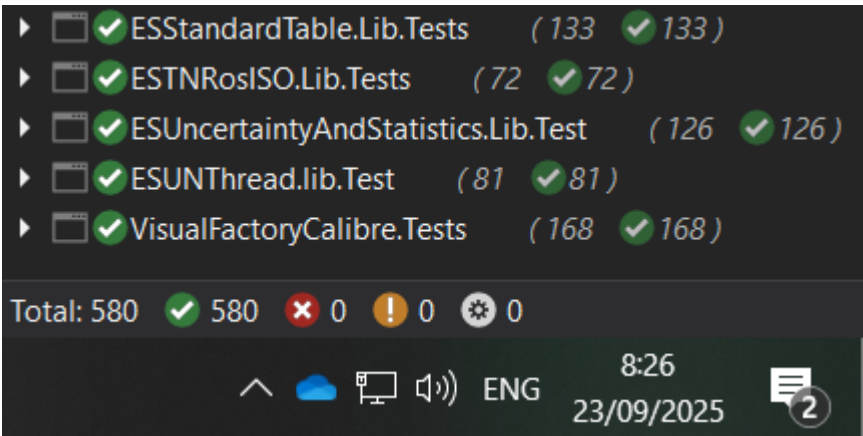 ESStandardTable.Lib.Tests (133 133)
ESTNRosISO.Lib.Tests (72 72)
ESUncertaintyAndStatistics.Lib.Test (126 126)
ESUNThread.lib.Test (81 81)
VisualFactoryCalibre.Tests (168 168)
Total: 580 580 0 0 0
ENG 8:26
23/09/2025 2